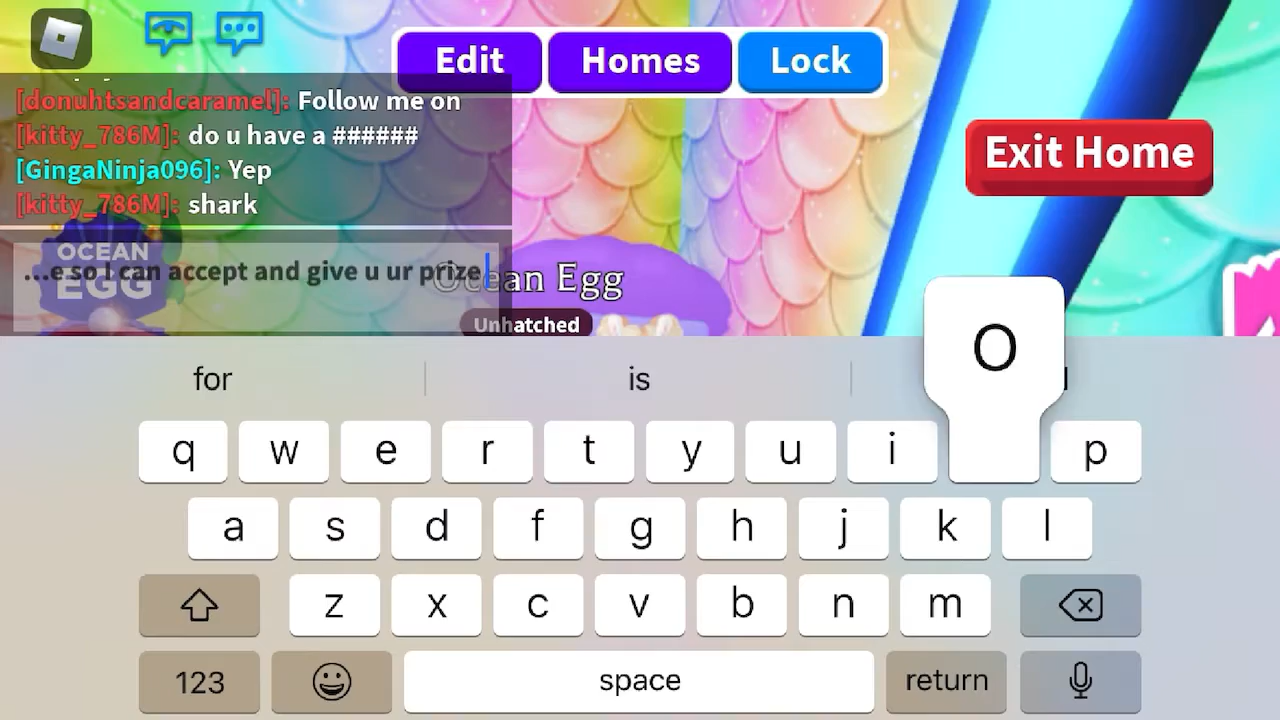 Edit Homes Lock
[donuhtsandcaramel]: Follow me on
[kitty_786M]: do u have a ######
[GingaNinja096]: Yep
[kitty_786M]: shark
Exit Home
OCEAN
EGG
...e so I can accept and give u ur prize
Ocean Egg
Unhatched
for is
O
q w e r t y u i p
a s d f g h j k l
z x c v b n m
123 space return